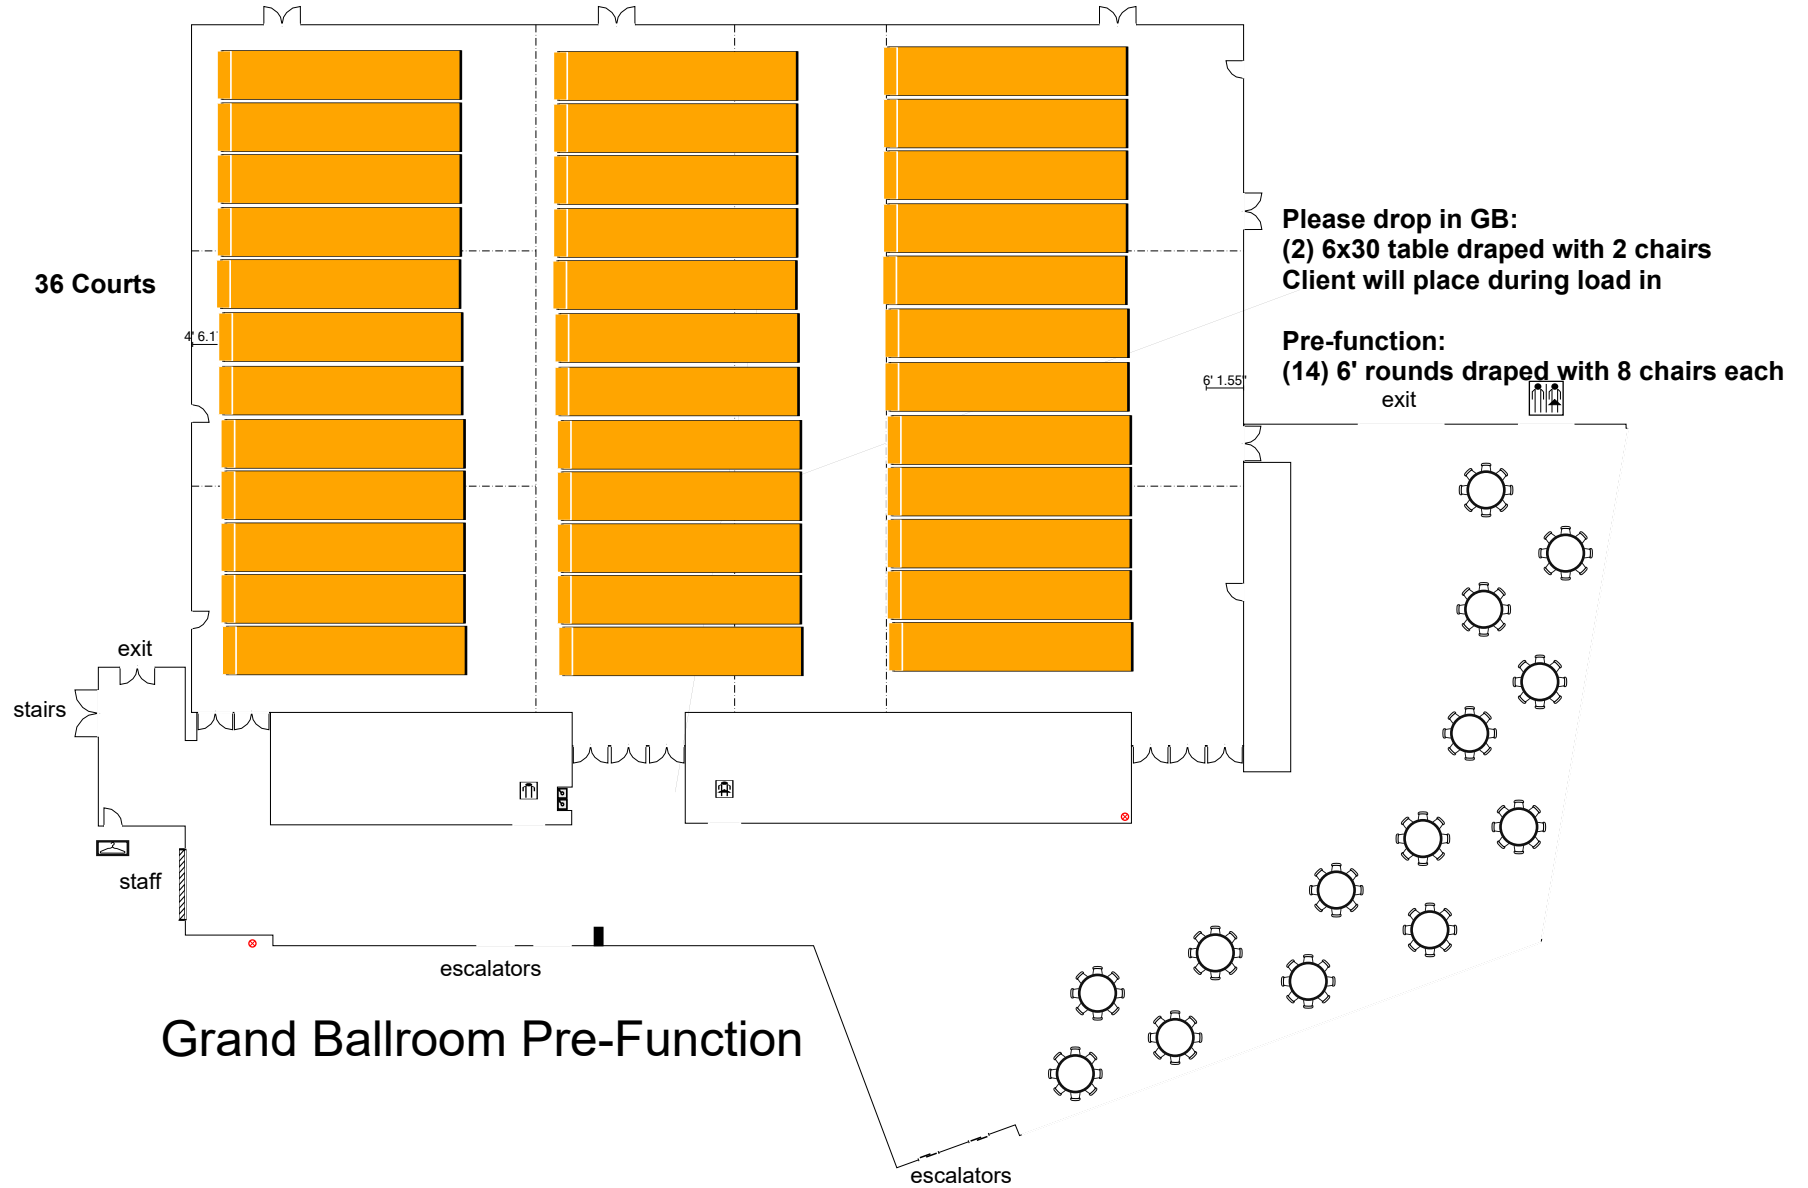 Please drop in GB:
(2) 6x30 table draped with 2 chairs
Client will place during load in
36 Courts
Pre-function:
(14) 6' rounds draped with 8 chairs each
4' 6.1
6' 1.55"
exit
exit
stairs
staff
escalators
Grand Ballroom Pre-Function
escalators